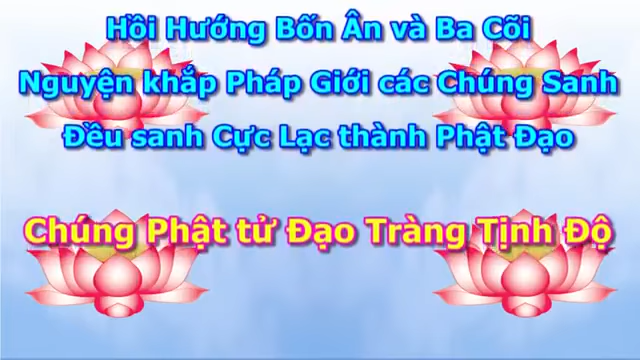 Hồi Hướng Bốn Ân và Ba Cõi
Nguyện khắp Pháp Giới các Chúng Sanh
Đều sanh Cực Lạc thành Phật Đạo
Chúng Phật tử Đạo Tràng Tịnh Độ